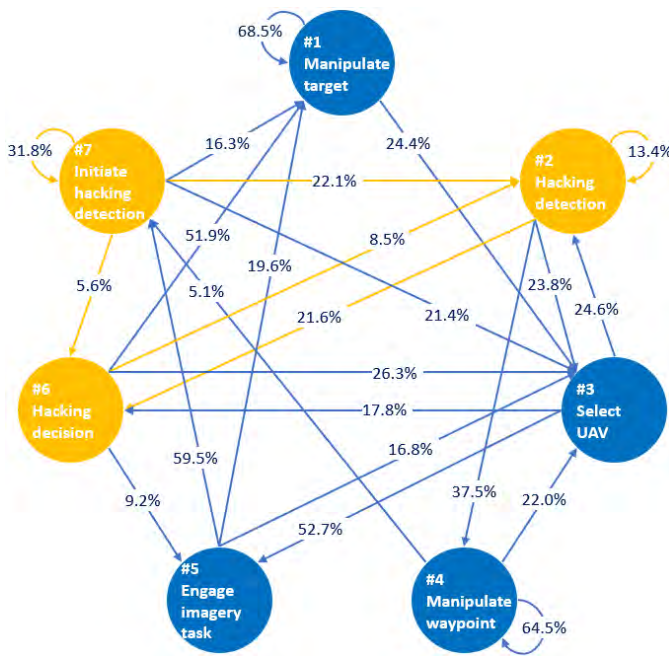 68.5%
#1
Manipulate
target
31.8%
#7
Initiate
hacking
detection
16.3%
24.4%
#2
Hacking
detection
13.4%
22.1%
51.9%
8.5%
19.6%
23.8%
5.6%
5.1%
24.6%
21.6%
21.4%
#6
Hacking
decision
26.3%
#3
Select
UAV
17.8%
59.5%
16.8%
9.2%
37.5%
22.0%
52.7%
#5
Engage
imagery
task
#4
Manipulate
waypoint
64.5%